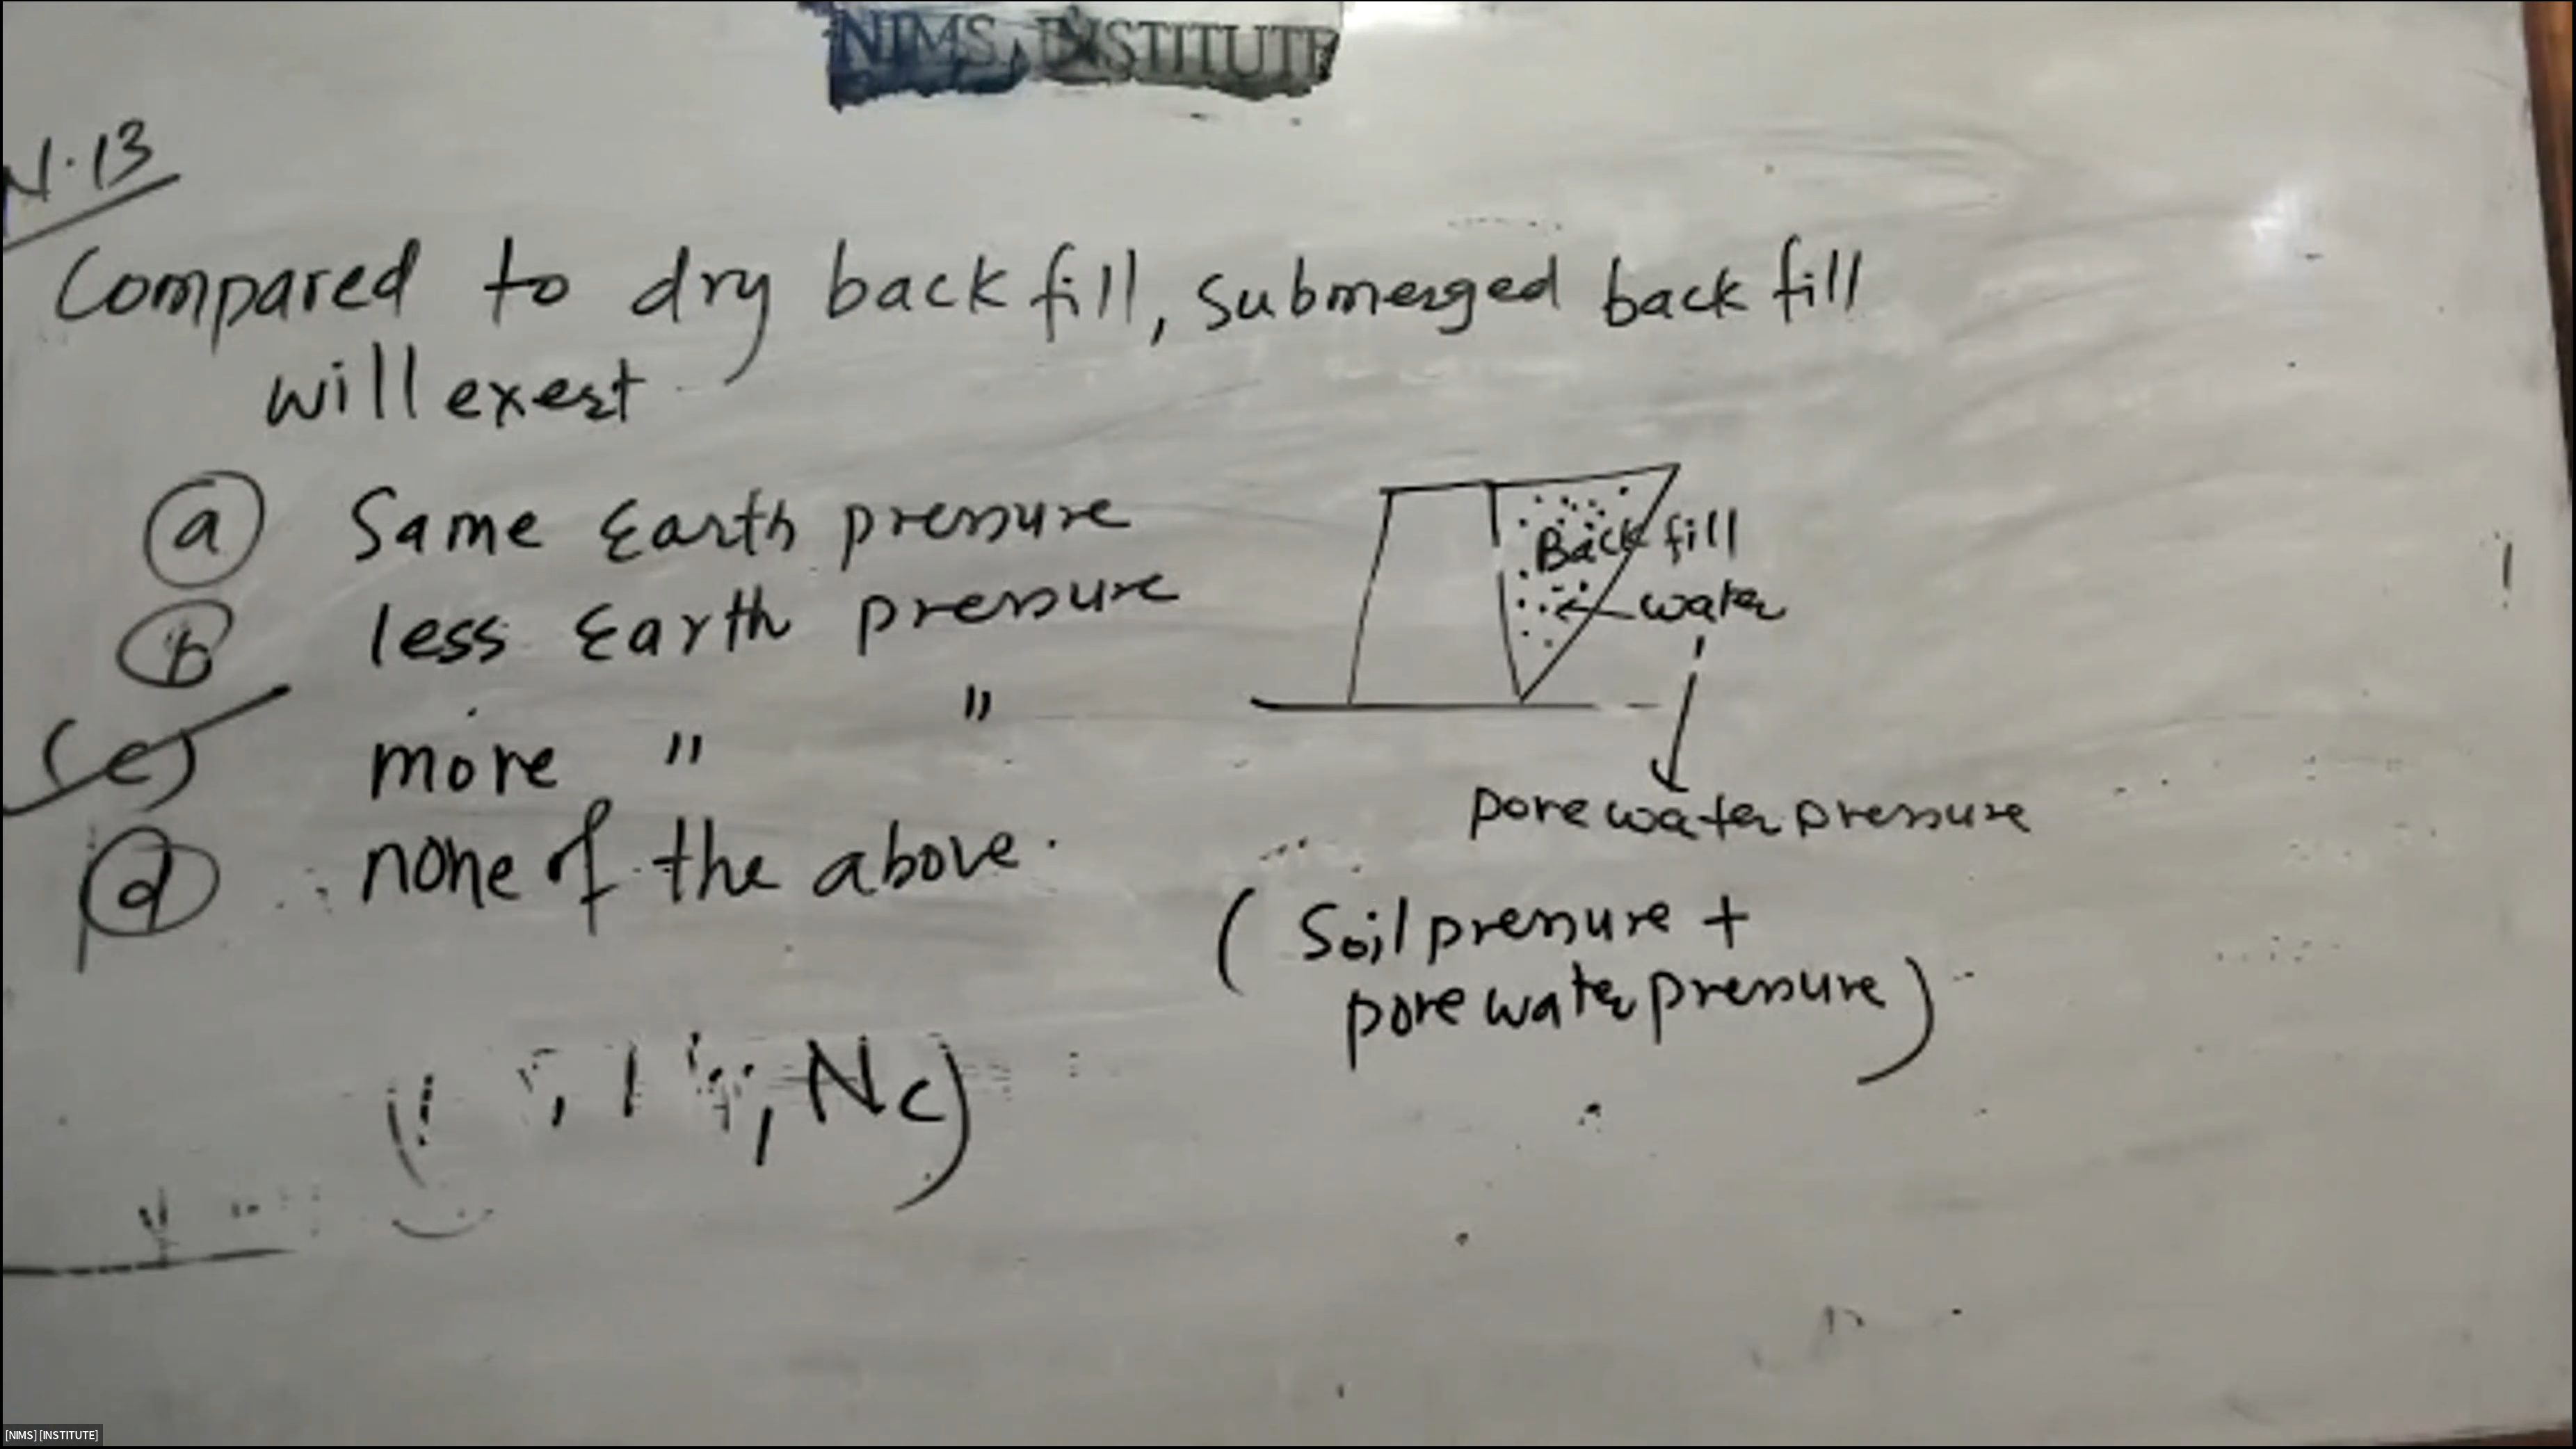 NIMS INSTITUTE
N.13
Compared to dry back fill, submerged back fill
will exert
(a) Same Earth pressure
(b) less Earth pressure
(c) more " "
(d) none of the above.
Back fill
water
pore water pressure
(Soil pressure +
pore water pressure)
, Nc)
[NIMS] [INSTITUTE]